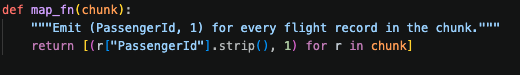 def map_fn(chunk):
    """Emit (PassengerId, 1) for every flight record in the chunk."""
    return [(r["PassengerId"].strip(), 1) for r in chunk]